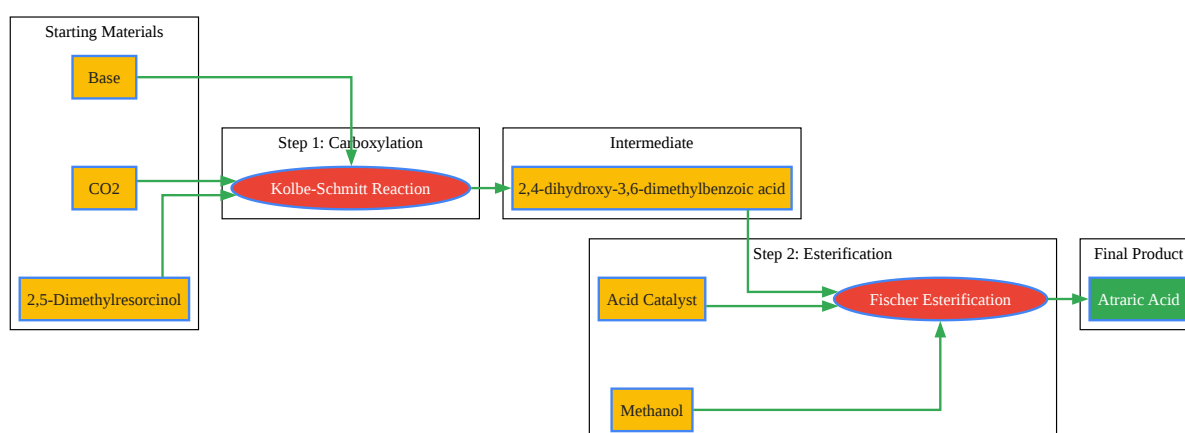 Starting Materials
Base
CO2
2,5-Dimethylresorcinol
Step 1: Carboxylation
Kolbe-Schmitt Reaction
Intermediate
2,4-dihydroxy-3,6-dimethylbenzoic acid
Step 2: Esterification
Acid Catalyst
Methanol
Fischer Esterification
Final Product
Atraric Acid